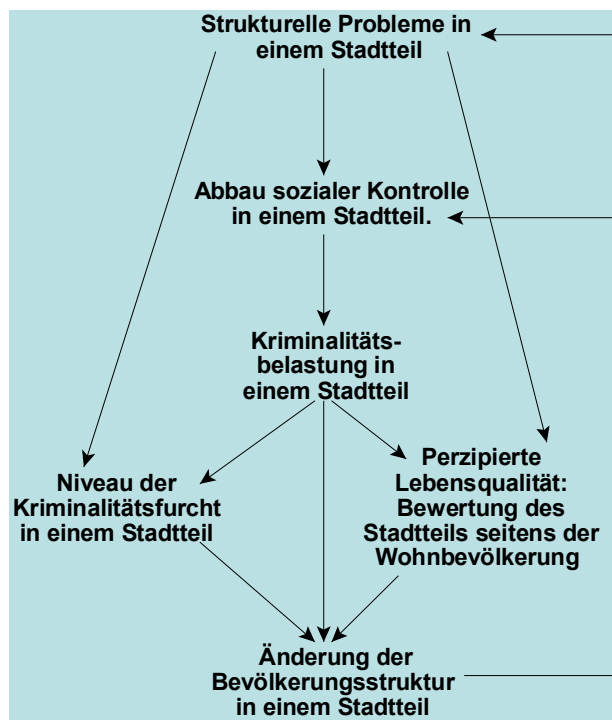 Strukturelle Probleme in
einem Stadtteil
Abbau sozialer Kontrolle
in einem Stadtteil.
Kriminalitäts-
belastung in
einem Stadtteil
Niveau der
Kriminalitätsfurcht
in einem Stadtteil
Perzipierte
Lebensqualität:
Bewertung des
Stadtteils seitens der
Wohnbevölkerung
Änderung der
Bevölkerungsstruktur
in einem Stadtteil